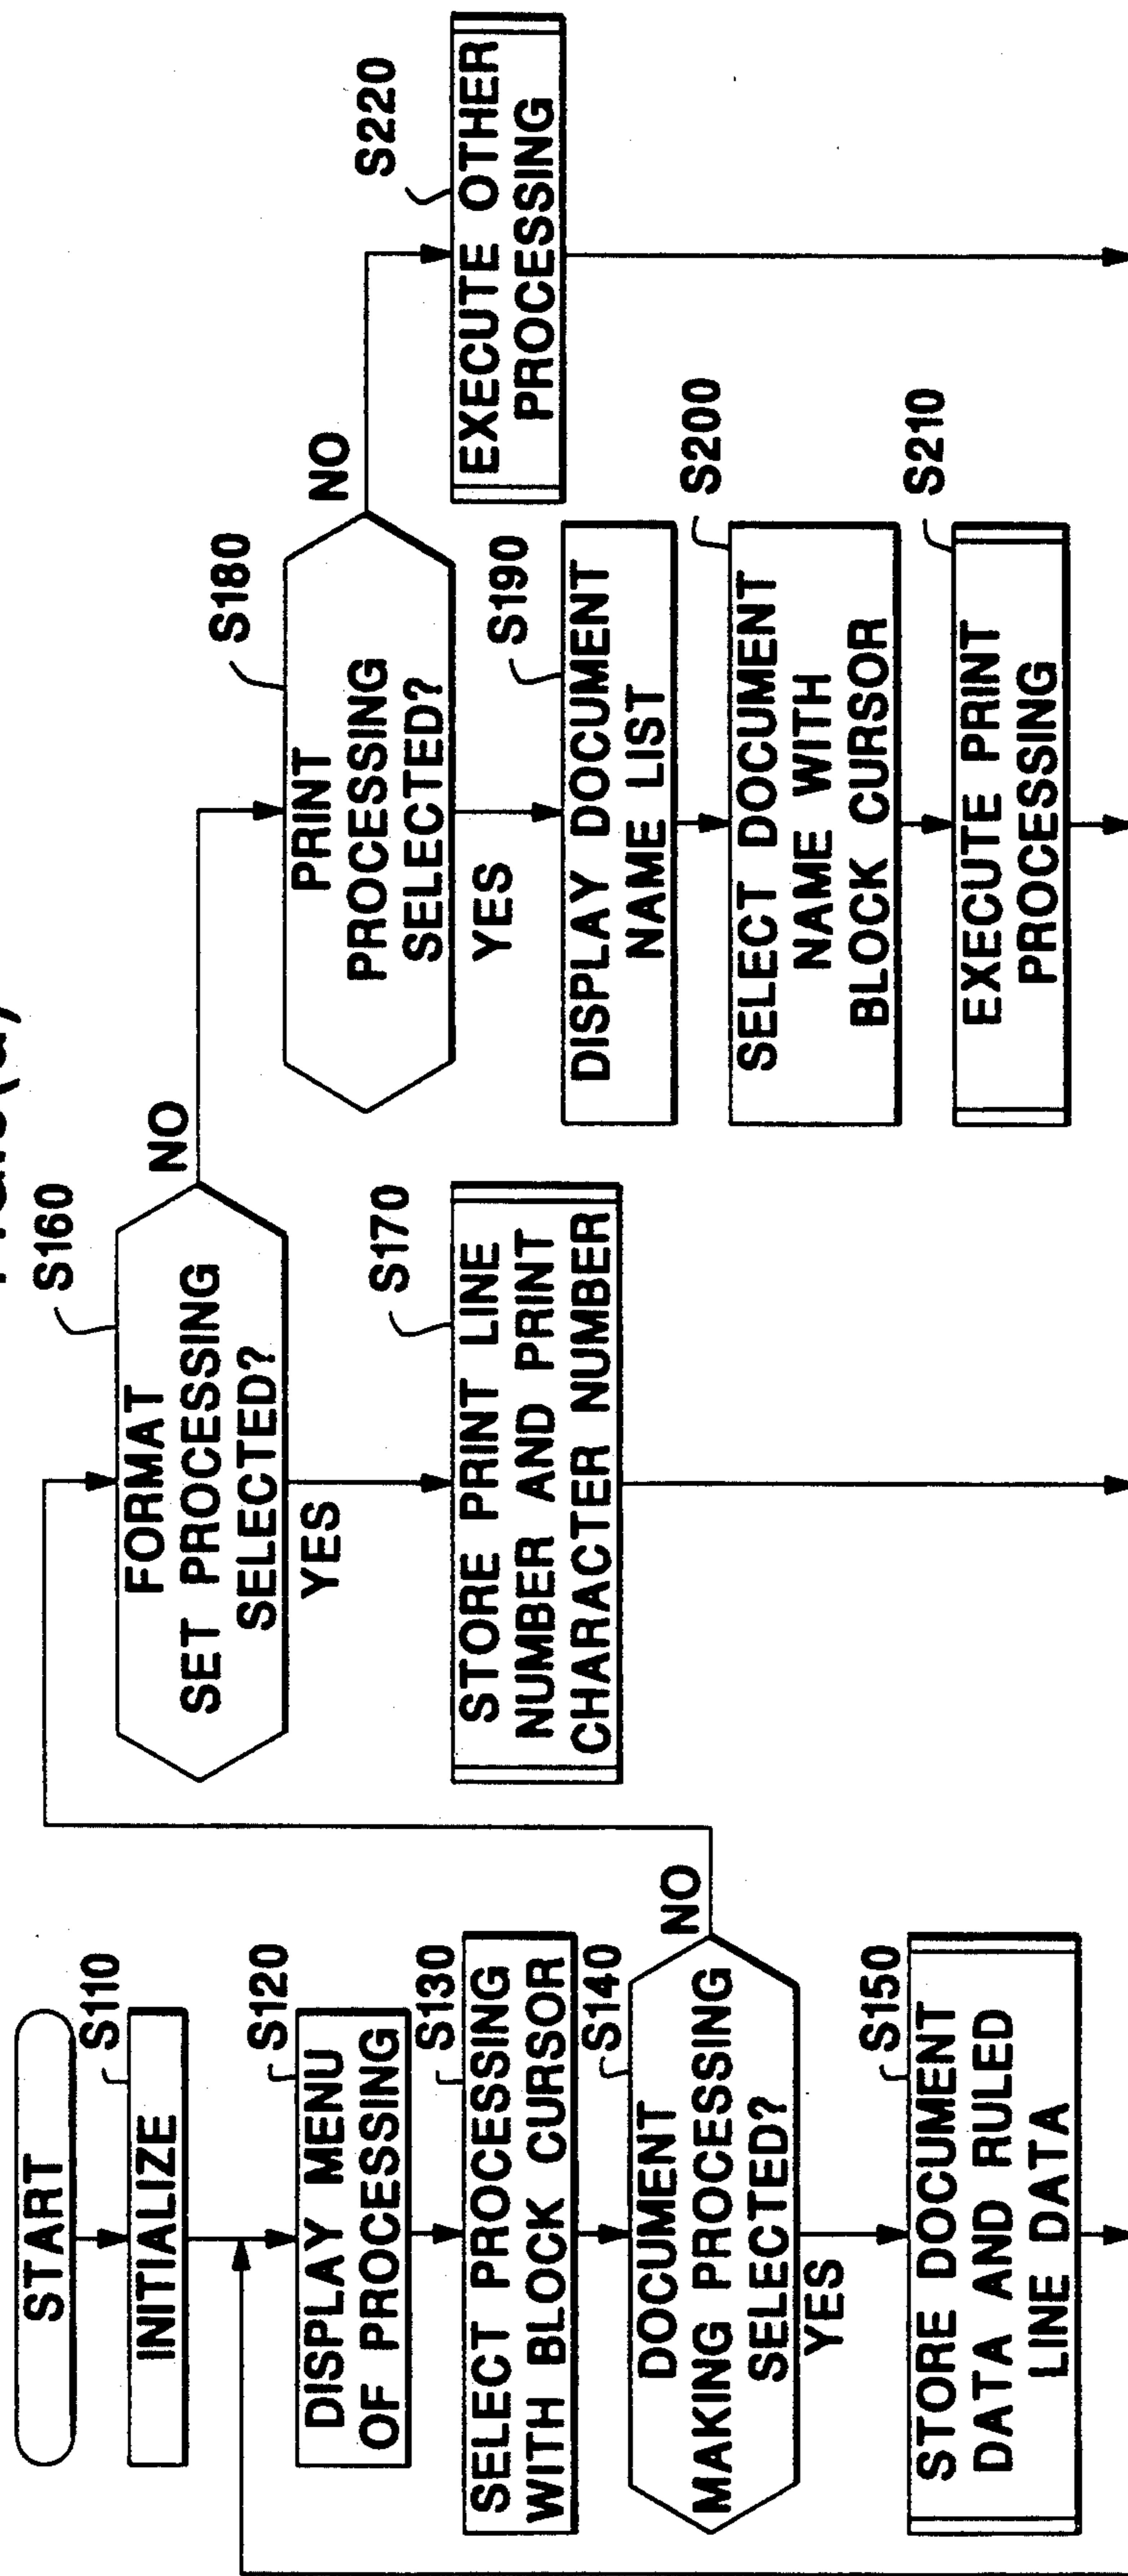 START
S110
INITIALIZE
S120
DISPLAY MENU
OF PROCESSING
S130
SELECT PROCESSING
WITH BLOCK CURSOR
S140
DOCUMENT
MAKING PROCESSING
SELECTED?
NO
YES
S150
STORE DOCUMENT
DATA AND RULED
LINE DATA
S160
FORMAT
SET PROCESSING
SELECTED?
NO
YES
S170
STORE PRINT LINE
NUMBER AND PRINT
CHARACTER NUMBER
S180
PRINT
PROCESSING
SELECTED?
NO
YES
S190
DISPLAY DOCUMENT
NAME LIST
S200
SELECT DOCUMENT
NAME WITH
BLOCK CURSOR
S210
EXECUTE PRINT
PROCESSING
S220
EXECUTE OTHER
PROCESSING